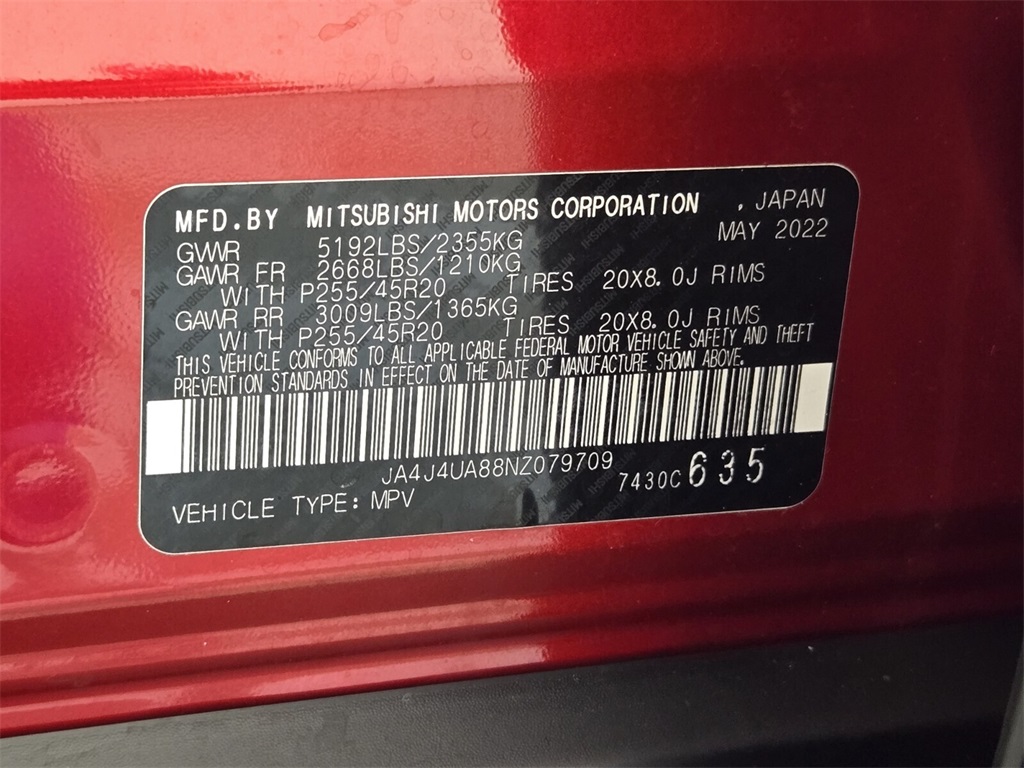 MFD.BY MITSUBISHI MOTORS CORPORATION , JAPAN
MAY 2022
GVWR 5192LBS/2355KG
GAWR FR 2668LBS/1210KG
WITH P255/45R20 TIRES 20X8.0J RIMS
GAWR RR 3009LBS/1365KG
WITH P255/45R20 TIRES 20X8.0J RIMS
THIS VEHICLE CONFORMS TO ALL APPLICABLE FEDERAL MOTOR VEHICLE SAFETY AND THEFT
PREVENTION STANDARDS IN EFFECT ON THE DATE OF MANUFACTURE SHOWN ABOVE.
JA4J4UA88NZ079709
7430C 635
VEHICLE TYPE: MPV